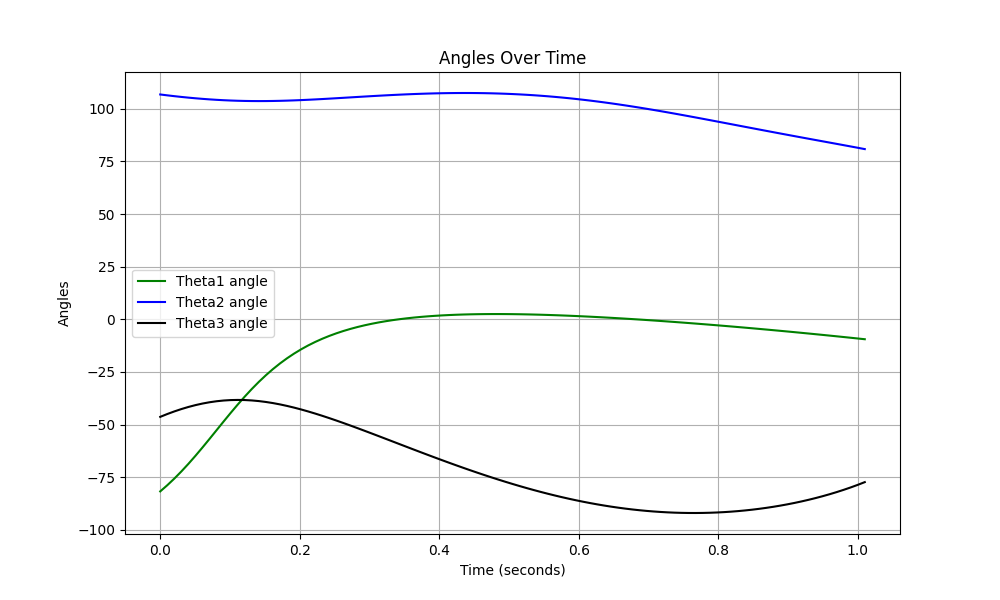 Angles Over Time
Angles
100
75
50
25
0
−25
−50
−75
−100
Theta1 angle
Theta2 angle
Theta3 angle
0.0 0.2 0.4 0.6 0.8 1.0
Time (seconds)